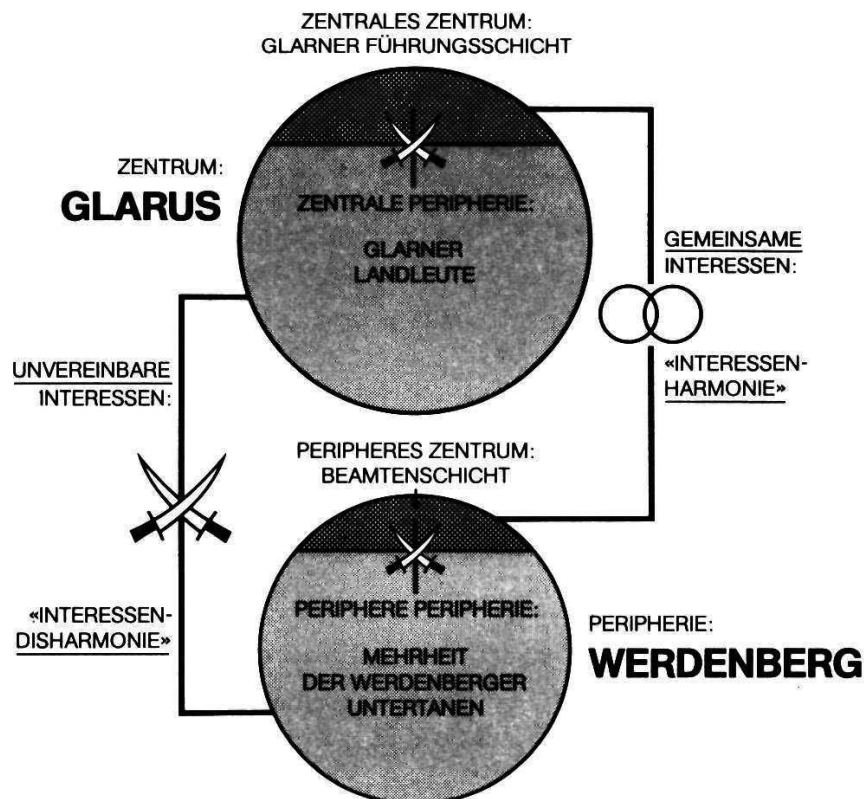 ZENTRALES ZENTRUM:
GLARNER FÜHRUNGSSCHICHT
ZENTRUM:
GLARUS
ZENTRALE PERIPHERIE:
GLARNER
LANDLEUTE
GEMEINSAME
INTERESSEN:
«INTERESSEN-
HARMONIE»
UNVEREINBARE
INTERESSEN:
«INTERESSEN-
DISHARMONIE»
PERIPHERES ZENTRUM:
BEAMTENSCHICHT
PERIPHERE PERIPHERIE:
MEHRHEIT
DER WERDENBERGER
UNTERTANEN
PERIPHERIE:
WERDENBERG